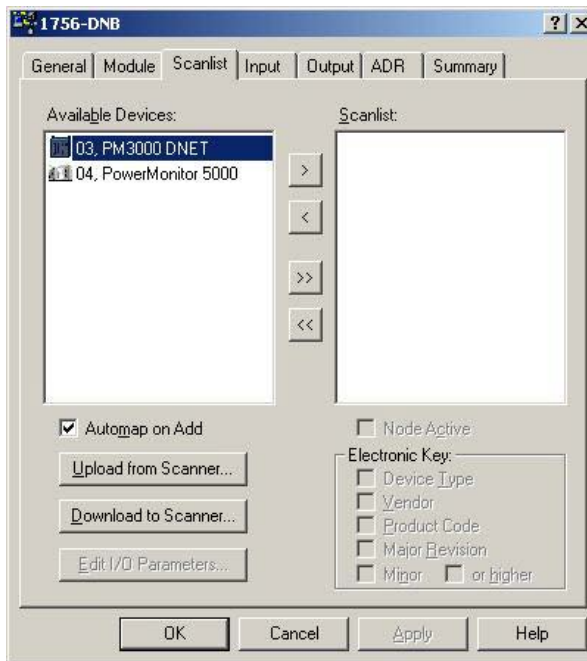 1756-DNB
General Module Scanlist Input Output ADR Summary
Available Devices:
Scanlist:
03, PM3000 DNET
04, PowerMonitor 5000
>
<
>>
<<
Automap on Add
Node Active
Upload from Scanner...
Electronic Key:
Device Type
Vendor
Download to Scanner...
Product Code
Major Revision
Edit I/O Parameters...
Minor or higher
OK Cancel Apply Help